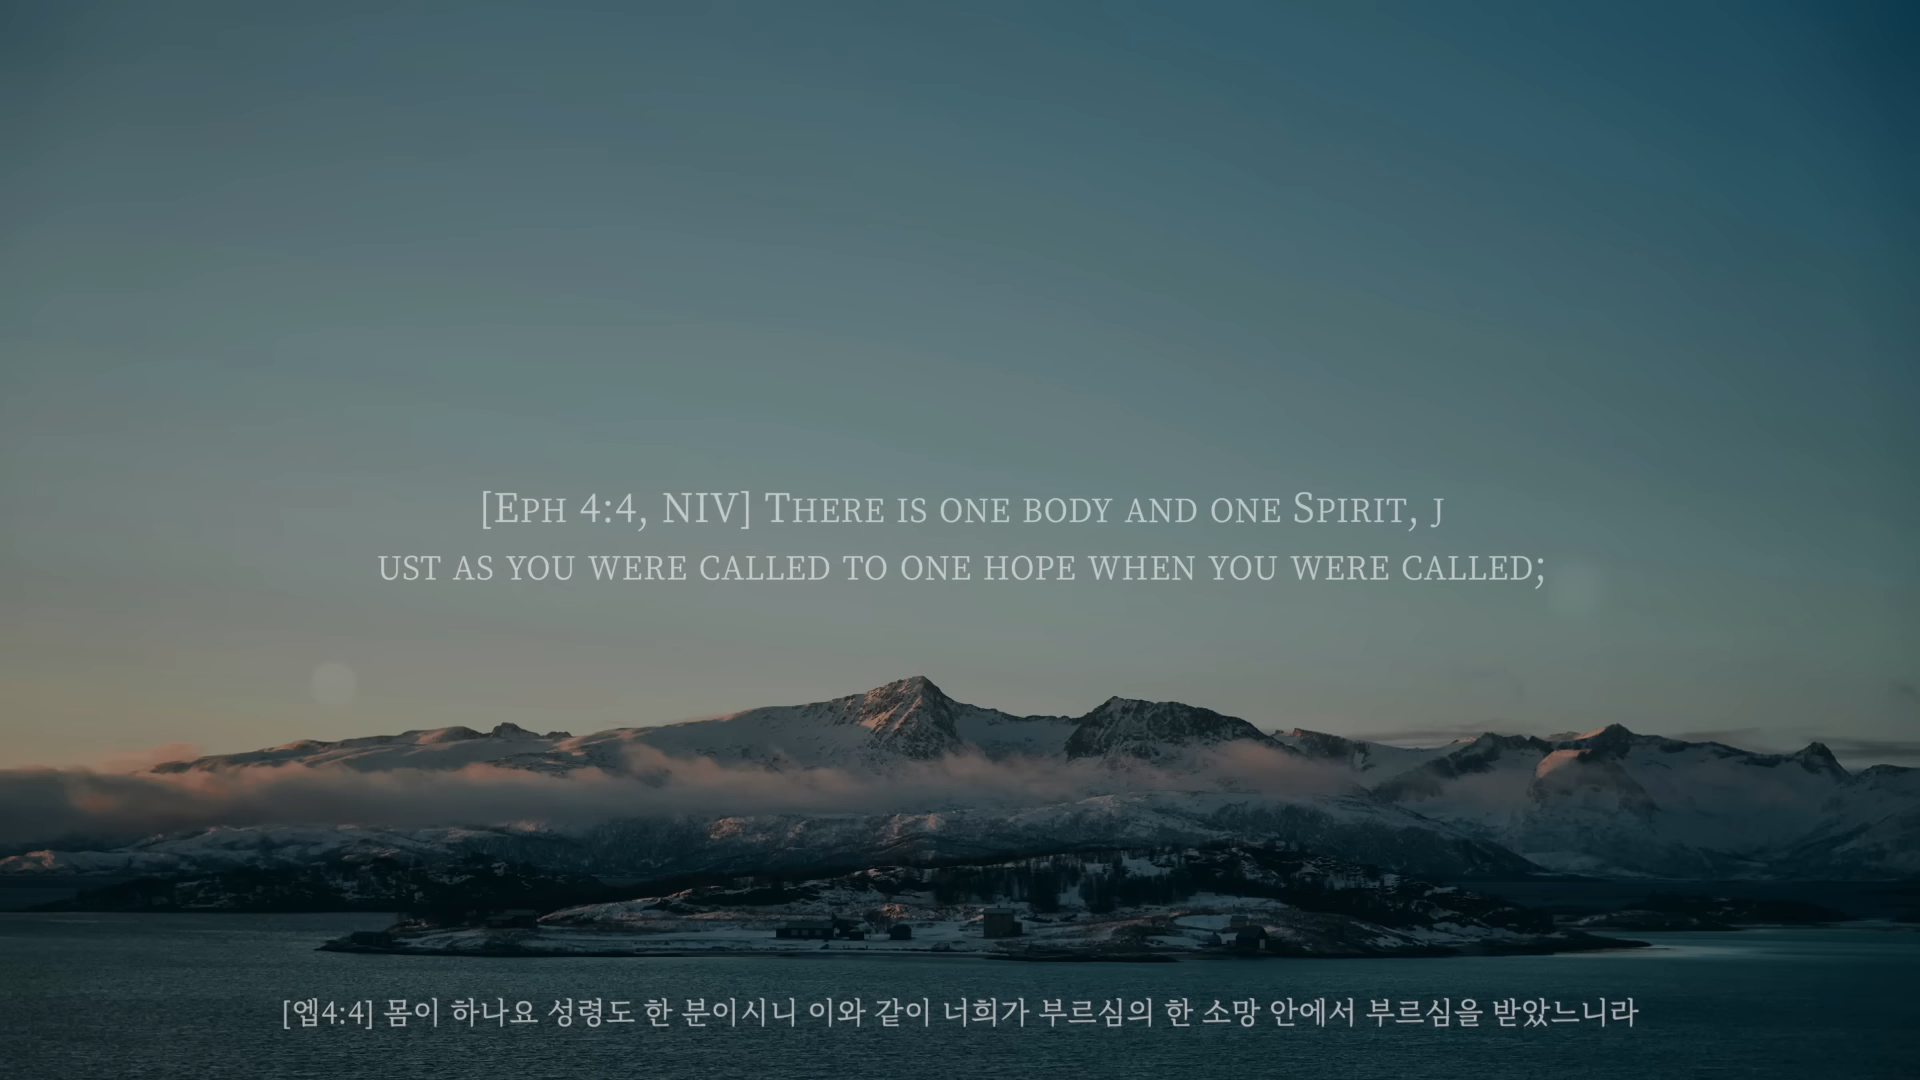 [Eph 4:4, NIV] There is one body and one Spirit, j
ust as you were called to one hope when you were called;
[엡4:4] 몸이 하나요 성령도 한 분이시니 이와 같이 너희가 부르심의 한 소망 안에서 부르심을 받았느니라